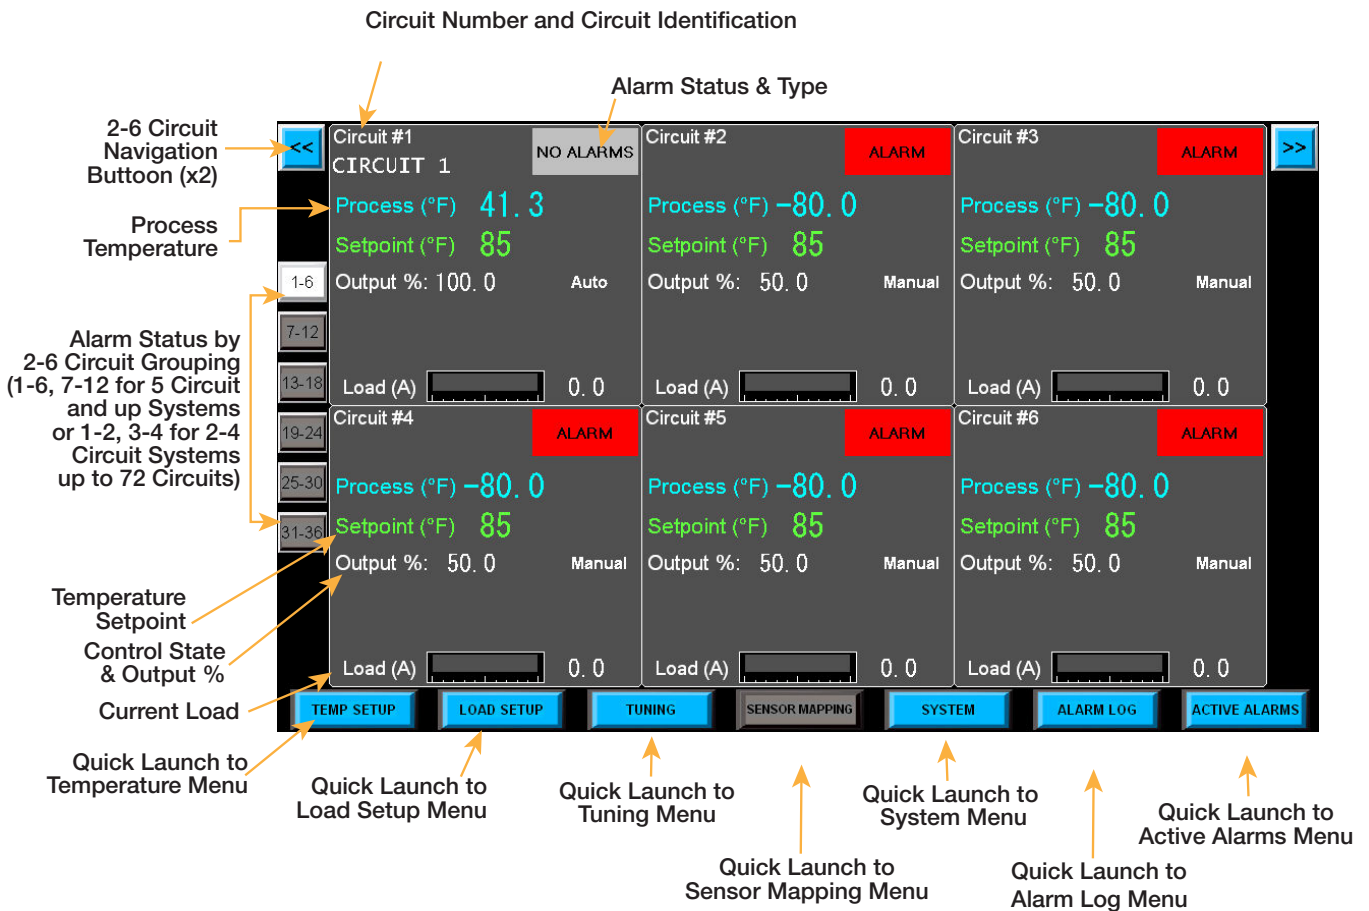 Circuit Number and Circuit Identification
Alarm Status & Type
2-6 Circuit
Navigation
Buttoon (x2)
Process
Temperature
Alarm Status by
2-6 Circuit Grouping
(1-6, 7-12 for 5 Circuit
and up Systems
or 1-2, 3-4 for 2-4
Circuit Systems
up to 72 Circuits)
Temperature
Setpoint
Control State
& Output %
Current Load
Quick Launch to
Temperature Menu
<<
>>
1-6
7-12
13-18
19-24
25-30
31-36
Circuit #1
CIRCUIT 1
NO ALARMS
Process (°F) 41.3
Setpoint (°F) 85
Output %: 100.0 Auto
Load (A) 0.0
Circuit #2
ALARM
Process (°F) -80.0
Setpoint (°F) 85
Output %: 50.0 Manual
Load (A) 0.0
Circuit #3
ALARM
Process (°F) -80.0
Setpoint (°F) 85
Output %: 50.0 Manual
Load (A) 0.0
Circuit #4
ALARM
Process (°F) -80.0
Setpoint (°F) 85
Output %: 50.0 Manual
Load (A) 0.0
Circuit #5
ALARM
Process (°F) -80.0
Setpoint (°F) 85
Output %: 50.0 Manual
Load (A) 0.0
Circuit #6
ALARM
Process (°F) -80.0
Setpoint (°F) 85
Output %: 50.0 Manual
Load (A) 0.0
TEMP SETUP
LOAD SETUP
TUNING
SENSOR MAPPING
SYSTEM
ALARM LOG
ACTIVE ALARMS
Quick Launch to
Load Setup Menu
Quick Launch to
Tuning Menu
Quick Launch to
Sensor Mapping Menu
Quick Launch to
System Menu
Quick Launch to
Alarm Log Menu
Quick Launch to
Active Alarms Menu